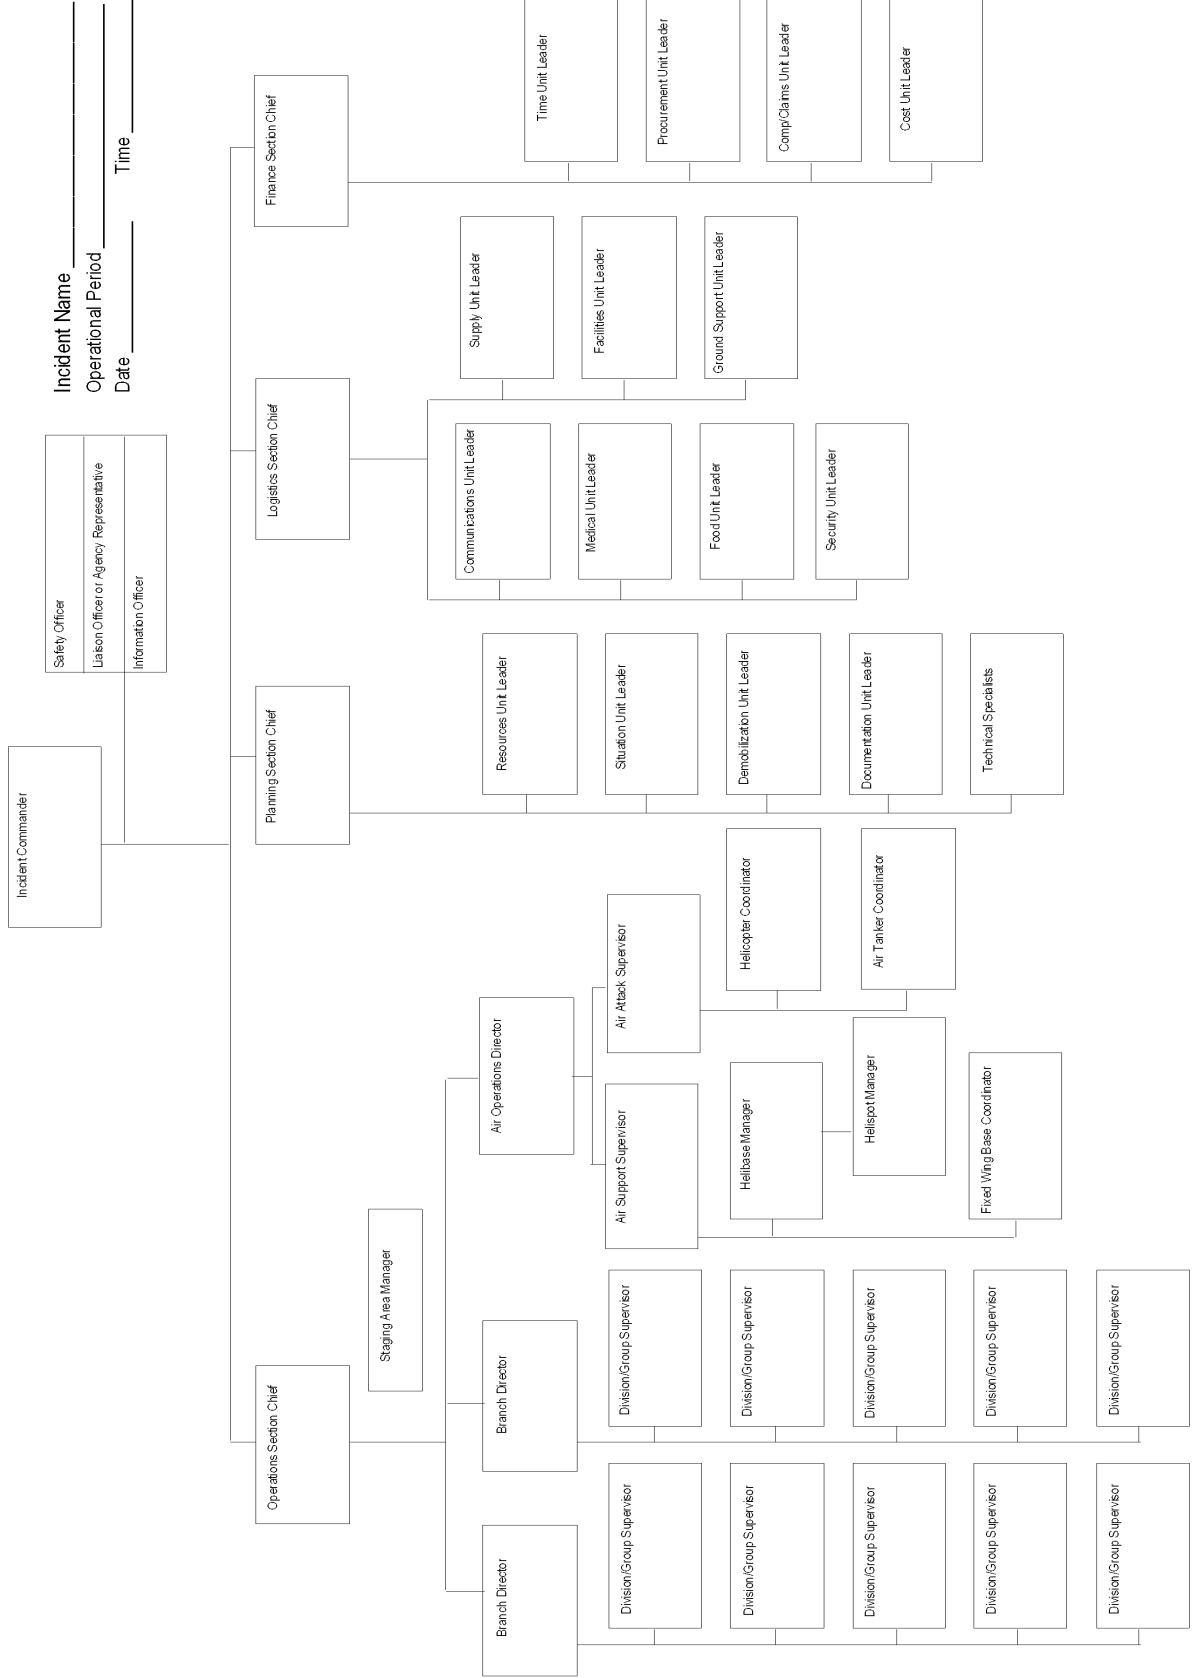 Incident Name
Operational Period
Date Time
Incident Commander
Safety Officer
Liaison Officer or Agency Representative
Information Officer
Operations Section Chief
Planning Section Chief
Logistics Section Chief
Finance Section Chief
Staging Area Manager
Branch Director
Branch Director
Air Operations Director
Division/Group Supervisor
Division/Group Supervisor
Division/Group Supervisor
Division/Group Supervisor
Division/Group Supervisor
Division/Group Supervisor
Division/Group Supervisor
Division/Group Supervisor
Division/Group Supervisor
Division/Group Supervisor
Air Support Supervisor
Air Attack Supervisor
Helibase Manager
Helispot Manager
Fixed Wing Base Coordinator
Helicopter Coordinator
Air Tanker Coordinator
Resources Unit Leader
Situation Unit Leader
Demobilization Unit Leader
Documentation Unit Leader
Technical Specialists
Communications Unit Leader
Medical Unit Leader
Food Unit Leader
Security Unit Leader
Supply Unit Leader
Facilities Unit Leader
Ground Support Unit Leader
Time Unit Leader
Procurement Unit Leader
Comp/Claims Unit Leader
Cost Unit Leader